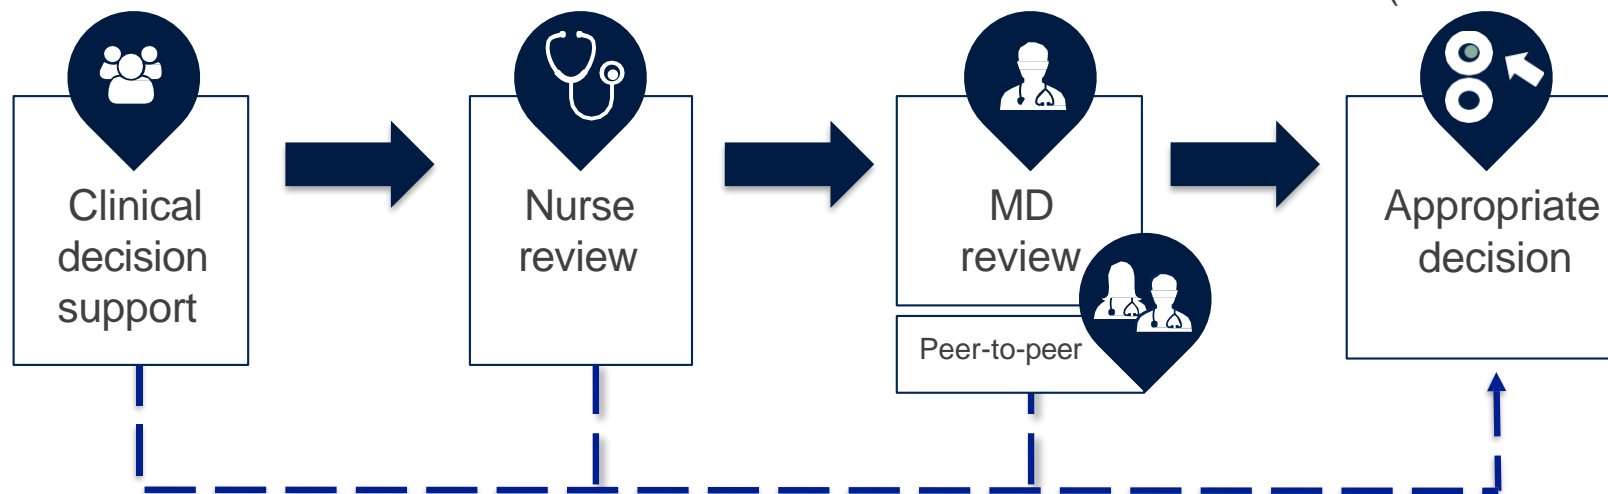 Clinical
decision
support
Nurse
review
MD
review
Peer-to-peer
Appropriate
decision